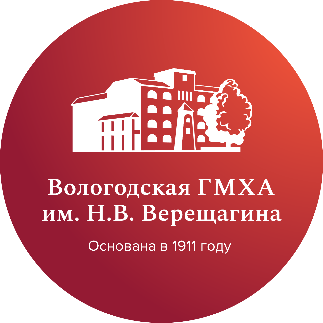 Вологодская ГМХА
им. Н.В. Верещагина
Основана в 1911 году